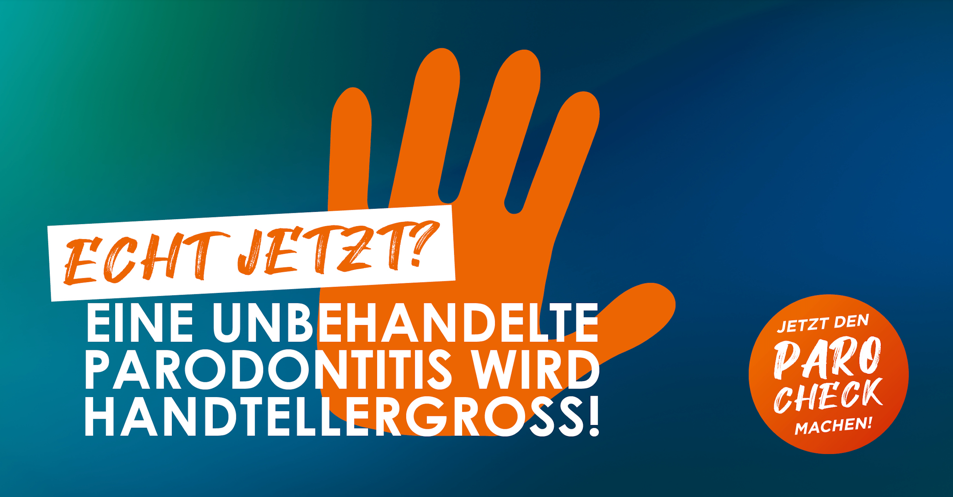 ECHT JETZT?
EINE UNBEHANDELTE
PARODONTITIS WIRD
HANDTELLERGROSS!
JETZT DEN
PARO
CHECK
MACHEN!